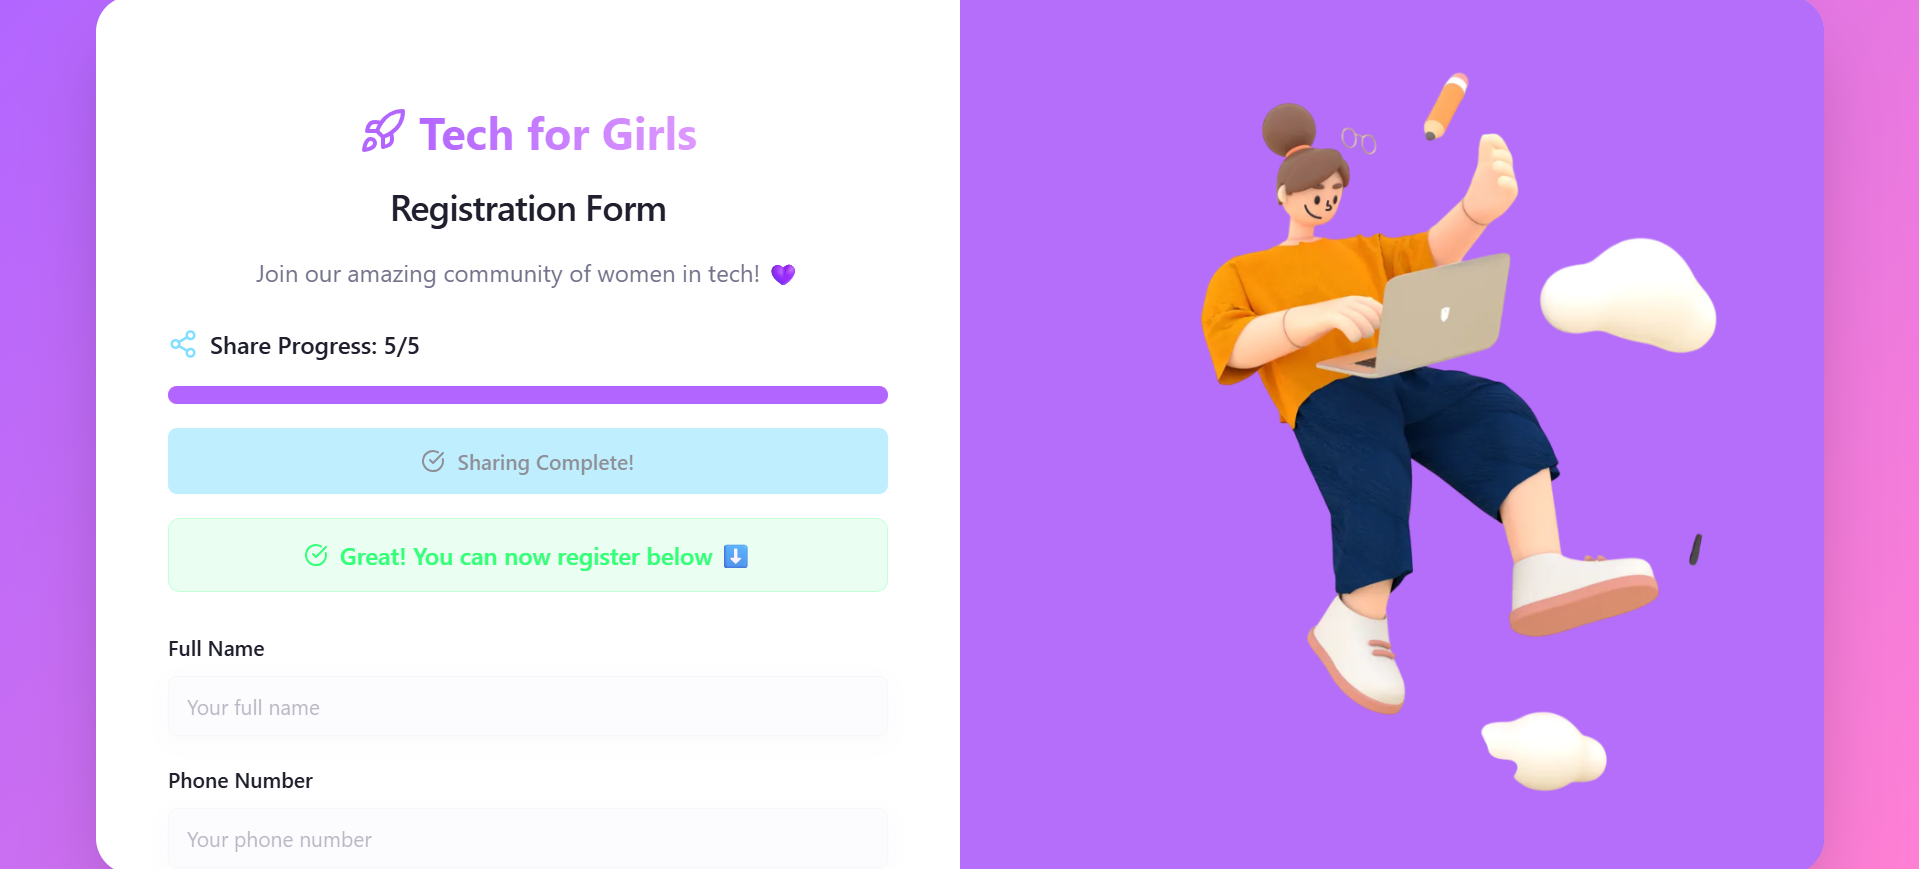 Tech for Girls
Registration Form
Join our amazing community of women in tech! 💜
Share Progress: 5/5
Sharing Complete!
Great! You can now register below ⬇️
Full Name
Your full name
Phone Number
Your phone number